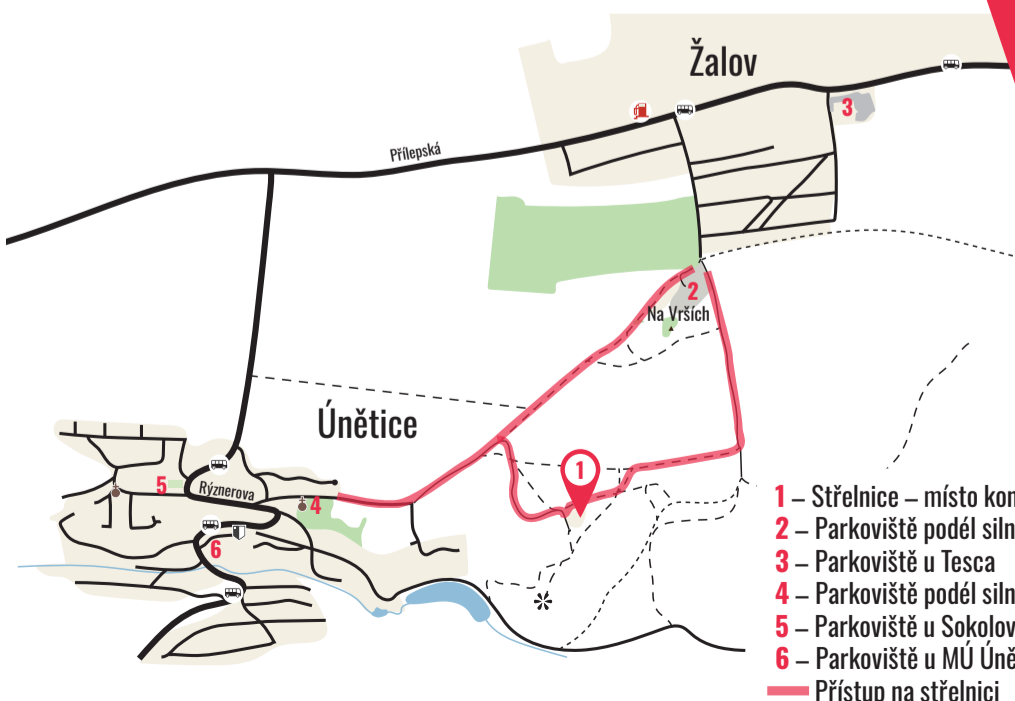 Žalov
3
Přílepská
2
Na Vrších
Únětice
1
5
Rýznerova
4
6
1 – Střelnice – místo kon
2 – Parkoviště podél siln
3 – Parkoviště u Tesca
4 – Parkoviště podél siln
5 – Parkoviště u Sokolov
6 – Parkoviště u MÚ Úně
Přístup na střelnici